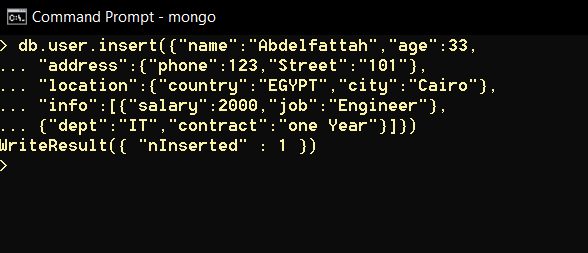 Command Prompt - mongo
> db.user.insert({"name":"Abdelfattah","age":33,
... "address":{"phone":123,"Street":"101"},
... "location":{"country":"EGYPT","city":"Cairo"},
... "info":[{"salary":2000,"job":"Engineer"},
... {"dept":"IT","contract":"one Year"}]})
WriteResult({ "nInserted" : 1 })
>